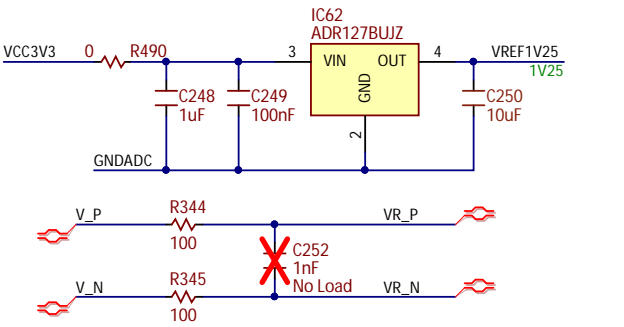 IC62
ADR127BUJZ
VCC3V3 0 R490 3 VIN OUT 4 VREF1V25
1V25
GND
C248 C249 C250
1uF 100nF 10uF
2
GNDADC
V_P R344 VR_P
100
C252
1nF
V_N R345 No Load VR_N
100